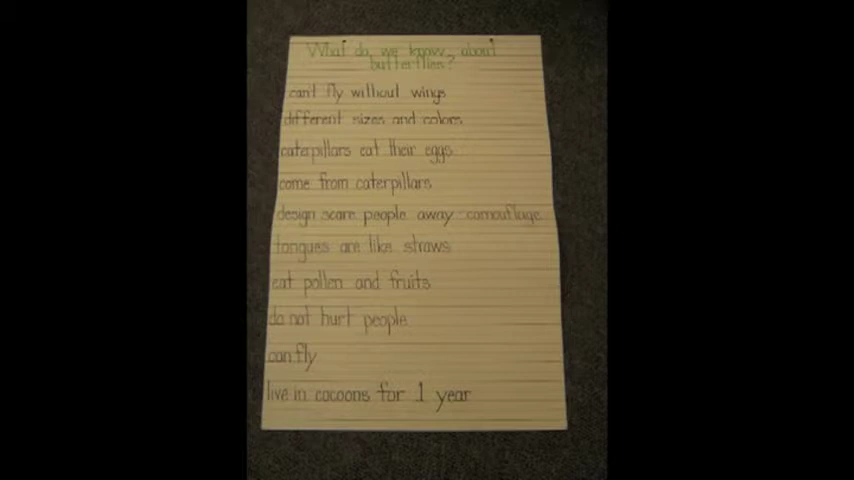 What do we know about
butterflies?
can't fly without wings
different sizes and colors
caterpillars eat their eggs
come from caterpillars
design scare people away - camouflage
tongues are like straws
eat pollen and fruits
do not hurt people
can fly
live in cocoons for 1 year